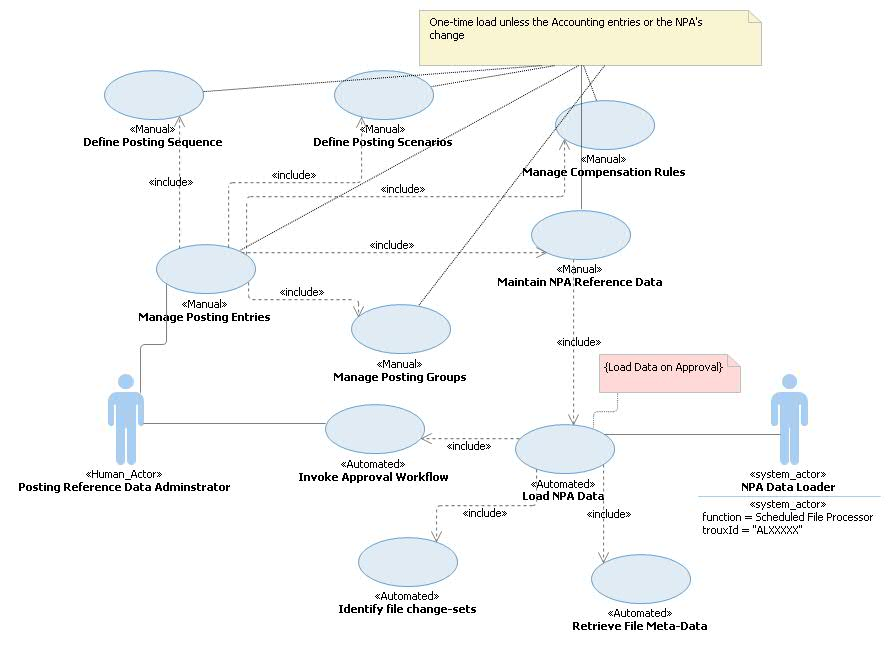 One-time load unless the Accounting entries or the NPA's
change
«Manual»
Define Posting Sequence
«Manual»
Define Posting Scenarios
«Manual»
Manage Compensation Rules
«include»
«include»
«include»
«include»
«Manual»
Maintain NPA Reference Data
«include»
«Manual»
Manage Posting Entries
«include»
«Manual»
Manage Posting Groups
{Load Data on Approval}
«Human_Actor»
Posting Reference Data Adminstrator
«include»
«Automated»
Invoke Approval Workflow
«Automated»
Load NPA Data
«system_actor»
NPA Data Loader
«system_actor»
function = Scheduled File Processor
trouxId = "ALXXXXX"
«include»
«include»
«Automated»
Identify file change-sets
«Automated»
Retrieve File Meta-Data